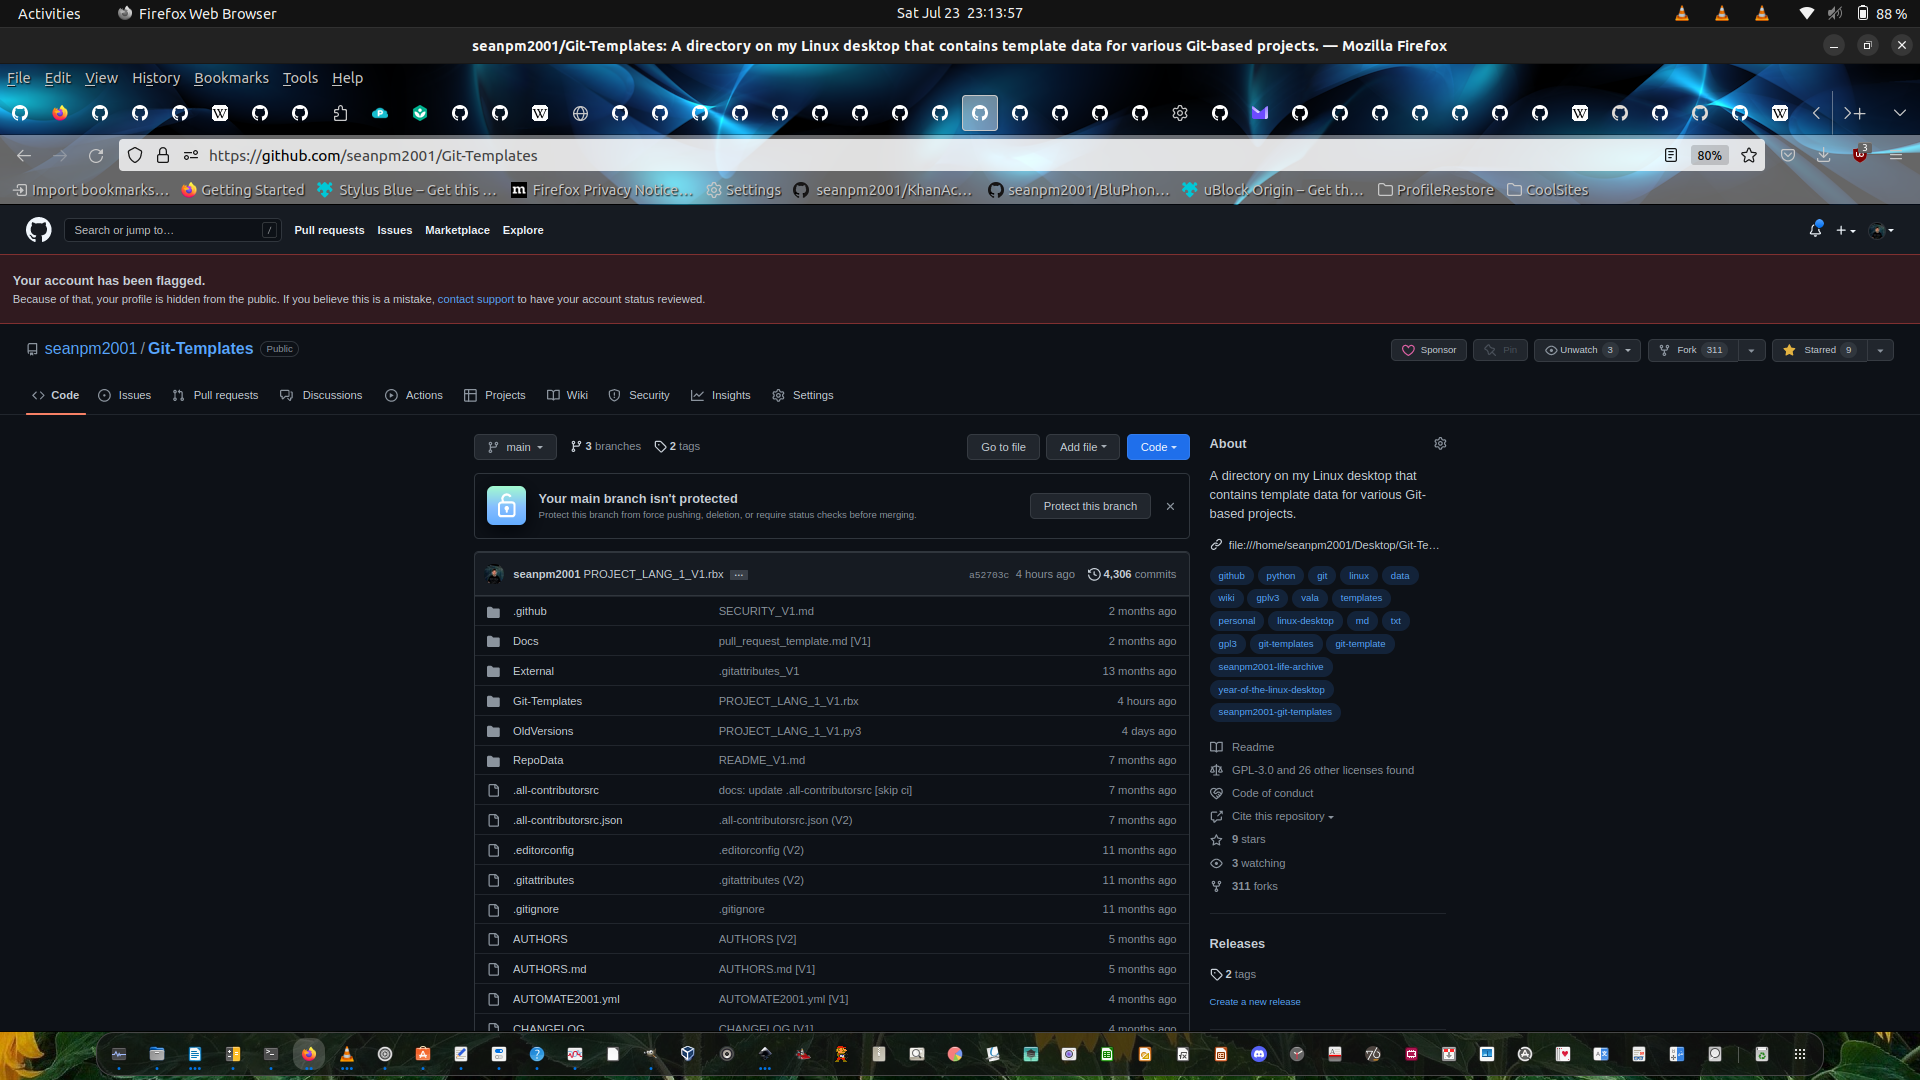 Activities Firefox Web Browser Sat Jul 23 23:13:57 88 %
seanpm2001/Git-Templates: A directory on my Linux desktop that contains template data for various Git-based projects. — Mozilla Firefox
File Edit View History Bookmarks Tools Help
https://github.com/seanpm2001/Git-Templates 80% 3
Import bookmarks… Getting Started Stylus Blue – Get this … Firefox Privacy Notice… Settings seanpm2001/KhanAc… seanpm2001/BluPhon… uBlock Origin – Get th… ProfileRestore CoolSites
Search or jump to… / Pull requests Issues Marketplace Explore
Your account has been flagged.
Because of that, your profile is hidden from the public. If you believe this is a mistake, contact support to have your account status reviewed.
seanpm2001 / Git-Templates Public Sponsor Pin Unwatch 3 Fork 311 Starred 9
Code Issues Pull requests Discussions Actions Projects Wiki Security Insights Settings
main 3 branches 2 tags Go to file Add file Code
Your main branch isn't protected
Protect this branch from force pushing, deletion, or require status checks before merging.
Protect this branch
seanpm2001 PROJECT_LANG_1_V1.rbx ... a52703c 4 hours ago 4,306 commits
.github SECURITY_V1.md 2 months ago
Docs pull_request_template.md [V1] 2 months ago
External .gitattributes_V1 13 months ago
Git-Templates PROJECT_LANG_1_V1.rbx 4 hours ago
OldVersions PROJECT_LANG_1_V1.py3 4 days ago
RepoData README_V1.md 7 months ago
.all-contributorsrc docs: update .all-contributorsrc [skip ci] 7 months ago
.all-contributorsrc.json .all-contributorsrc.json (V2) 7 months ago
.editorconfig .editorconfig (V2) 11 months ago
.gitattributes .gitattributes (V2) 11 months ago
.gitignore .gitignore 11 months ago
AUTHORS AUTHORS [V2] 5 months ago
AUTHORS.md AUTHORS.md [V1] 5 months ago
AUTOMATE2001.yml AUTOMATE2001.yml [V1] 4 months ago
CHANGELOG CHANGELOG [V1] 4 months ago
About
A directory on my Linux desktop that
contains template data for various Git-
based projects.
file:///home/seanpm2001/Desktop/Git-Te…
github python git linux data
wiki gplv3 vala templates
personal linux-desktop md txt
gpl3 git-templates git-template
seanpm2001-life-archive
year-of-the-linux-desktop
seanpm2001-git-templates
Readme
GPL-3.0 and 26 other licenses found
Code of conduct
Cite this repository
9 stars
3 watching
311 forks
Releases
2 tags
Create a new release